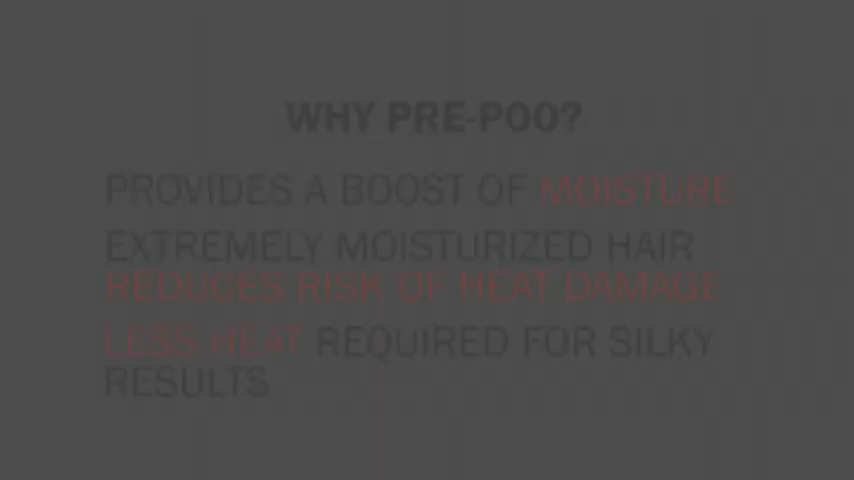 WHY PRE-POO?
PROVIDES A BOOST OF MOISTURE
EXTREMELY MOISTURIZED HAIR
REDUCES RISK OF HEAT DAMAGE
LESS HEAT REQUIRED FOR SILKY
RESULTS